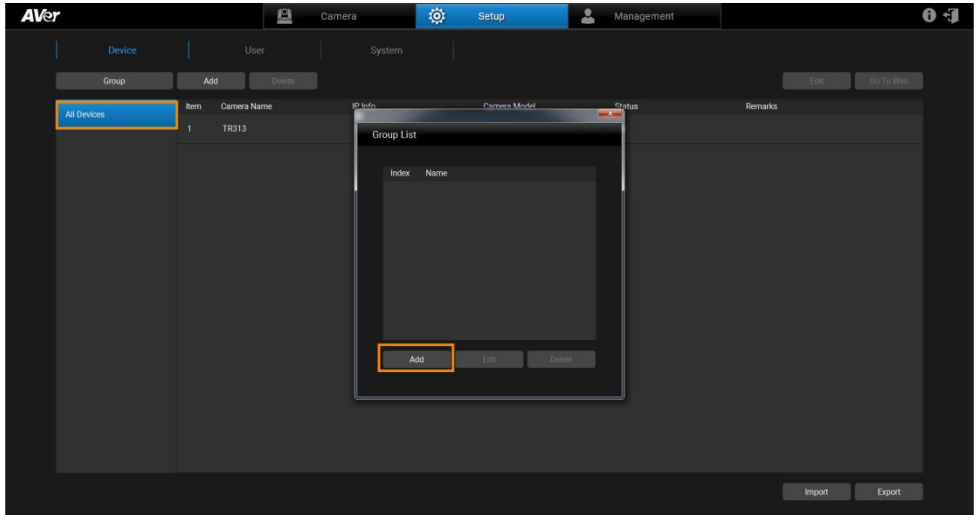 AVer Camera Setup Management
Device User System
Group Add Delete Edit Go To Web
All Devices
Item Camera Name IP Info Camera Model Status Remarks
1 TR313
Group List
Index Name
Add Edit Delete
Import Export